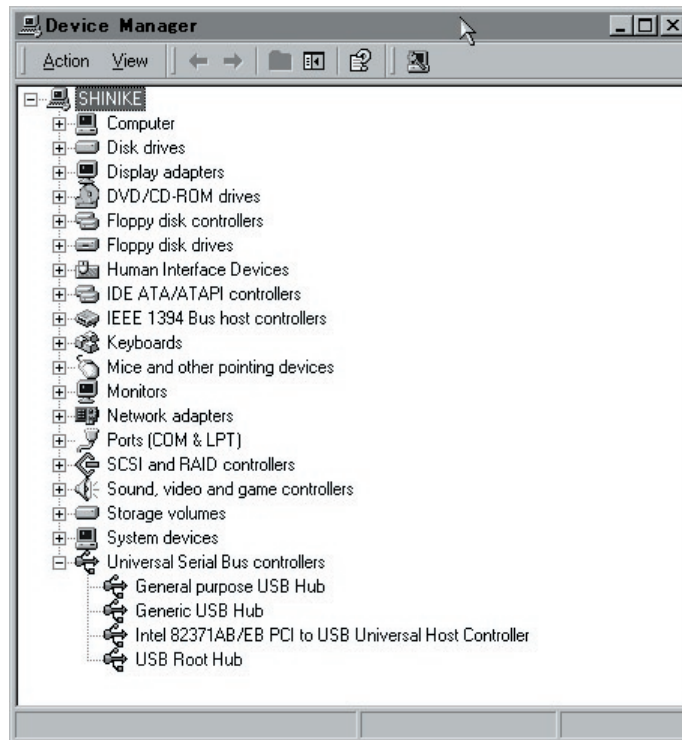 Device Manager
Action View
SHINIKE
Computer
Disk drives
Display adapters
DVD/CD-ROM drives
Floppy disk controllers
Floppy disk drives
Human Interface Devices
IDE ATA/ATAPI controllers
IEEE 1394 Bus host controllers
Keyboards
Mice and other pointing devices
Monitors
Network adapters
Ports (COM & LPT)
SCSI and RAID controllers
Sound, video and game controllers
Storage volumes
System devices
Universal Serial Bus controllers
General purpose USB Hub
Generic USB Hub
Intel 82371AB/EB PCI to USB Universal Host Controller
USB Root Hub